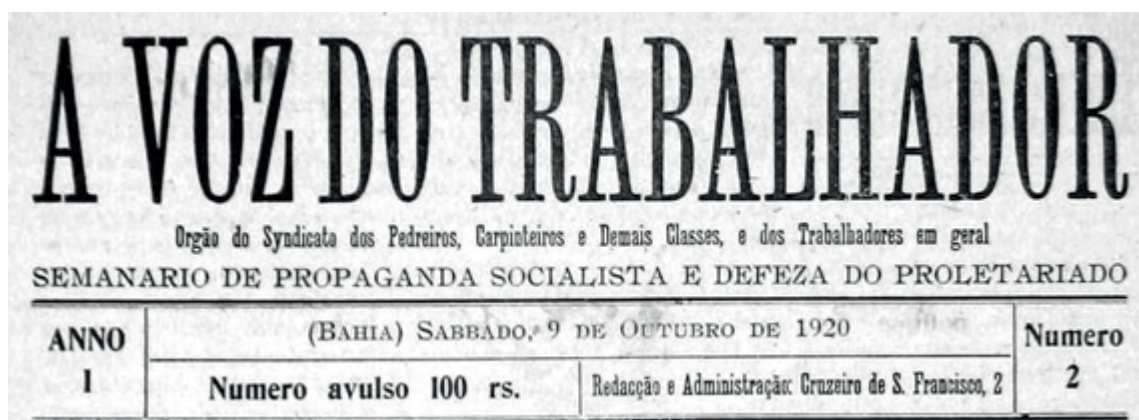 A VOZ DO TRABALHADOR
Orgão do Syndicato dos Pedreiros, Carpinteiros e Demais Classes, e dos Trabalhadores em geral
SEMANARIO DE PROPAGANDA SOCIALISTA E DEFEZA DO PROLETARIADO
ANNO
1
(BAHIA) SABBADO, 9 DE OUTUBRO DE 1920
Numero avulso 100 rs.
Redacção e Administração: Cruzeiro de S. Francisco, 2
Numero
2